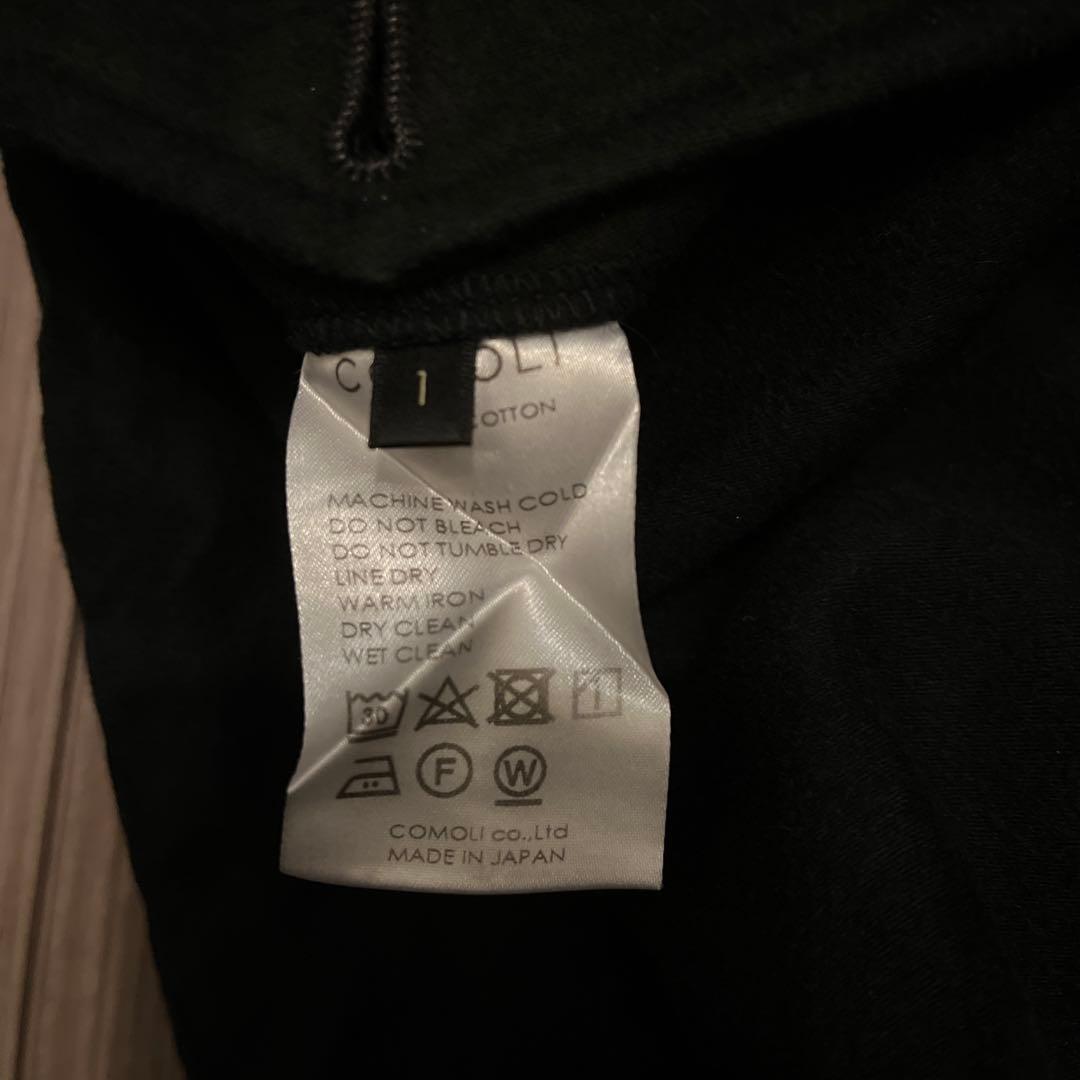 1
COTTON
MACHINE WASH COLD
DO NOT BLEACH
DO NOT TUMBLE DRY
LINE DRY
WARM IRON
DRY CLEAN
WET CLEAN
30
F W
COMOLI co.,Ltd
MADE IN JAPAN